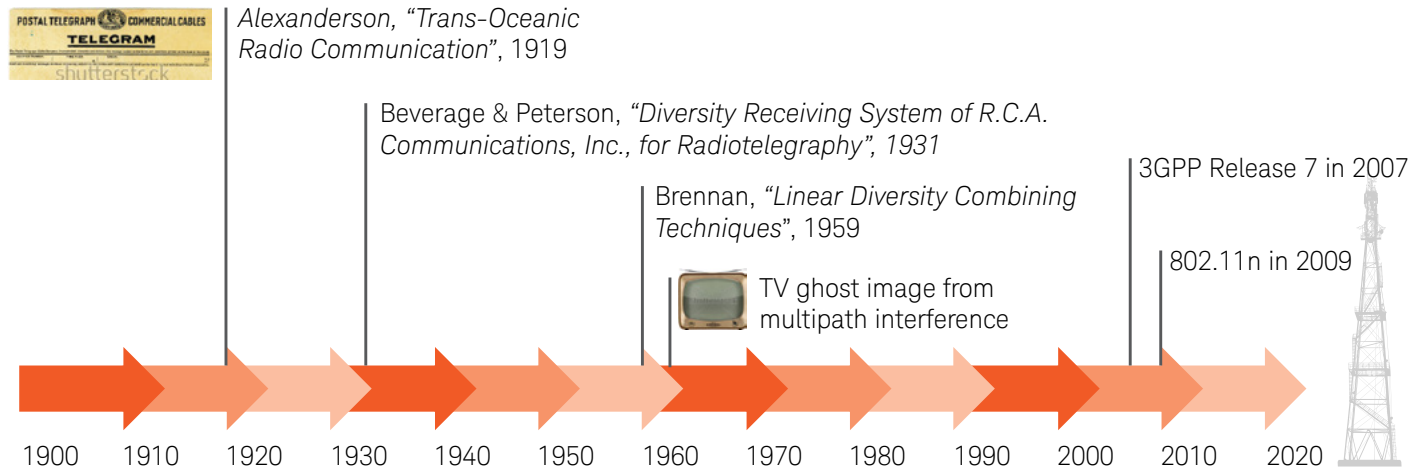 POSTAL TELEGRAPH COMMERCIAL CABLES
TELEGRAM
shutterstock
Alexanderson, “Trans-Oceanic
Radio Communication”, 1919
Beverage & Peterson, “Diversity Receiving System of R.C.A.
Communications, Inc., for Radiotelegraphy”, 1931
Brennan, “Linear Diversity Combining
Techniques”, 1959
TV ghost image from
multipath interference
3GPP Release 7 in 2007
802.11n in 2009
1900 1910 1920 1930 1940 1950 1960 1970 1980 1990 2000 2010 2020